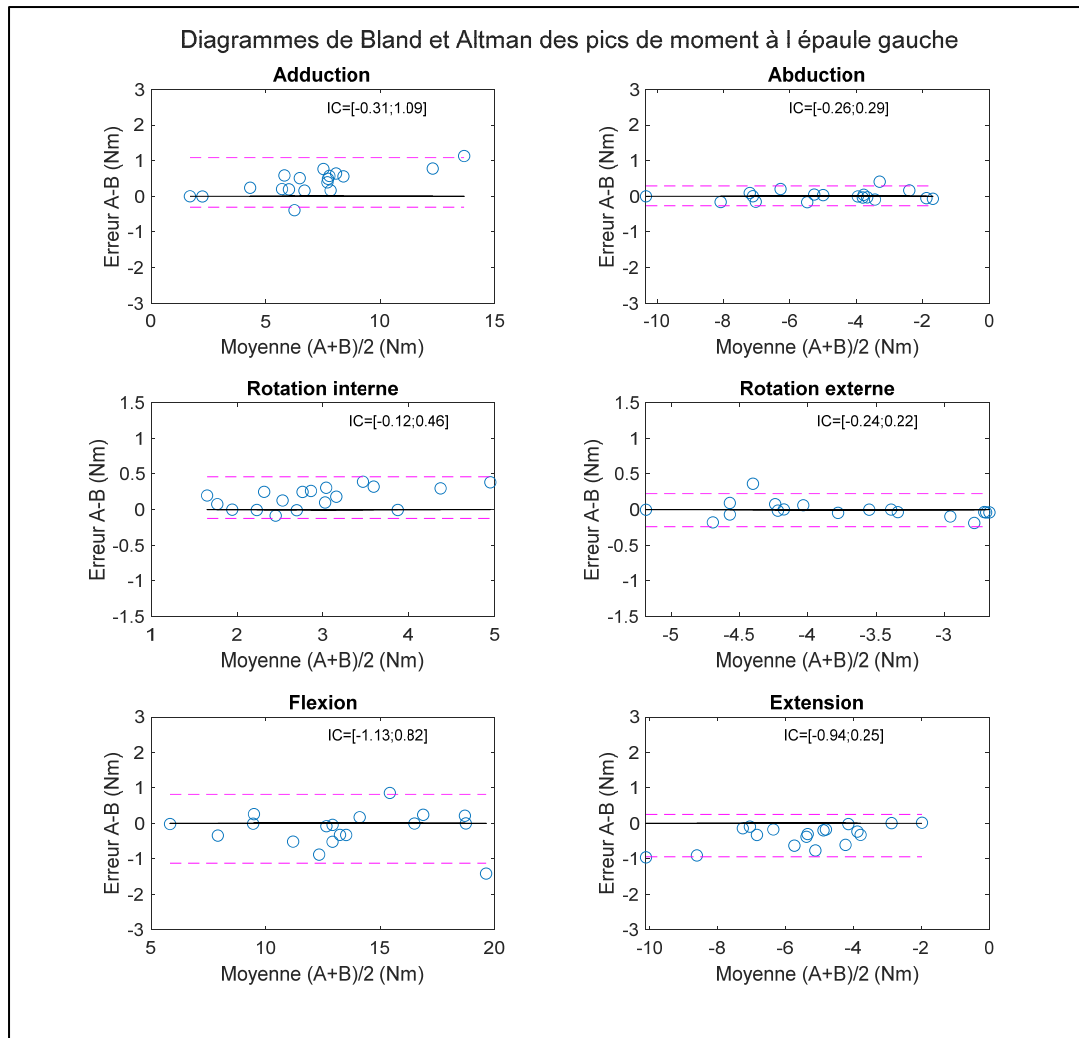 Diagrammes de Bland et Altman des pics de moment à l épaule gauche
Adduction
IC=[-0.31;1.09]
3
2
1
0
-1
-2
-3
Erreur A-B (Nm)
0 5 10 15
Moyenne (A+B)/2 (Nm)
Abduction
IC=[-0.26;0.29]
3
2
1
0
-1
-2
-3
Erreur A-B (Nm)
-10 -8 -6 -4 -2 0
Moyenne (A+B)/2 (Nm)
Rotation interne
IC=[-0.12;0.46]
1.5
1
0.5
0
-0.5
-1
-1.5
Erreur A-B (Nm)
1 2 3 4 5
Moyenne (A+B)/2 (Nm)
Rotation externe
IC=[-0.24;0.22]
1.5
1
0.5
0
-0.5
-1
-1.5
Erreur A-B (Nm)
-5 -4.5 -4 -3.5 -3
Moyenne (A+B)/2 (Nm)
Flexion
IC=[-1.13;0.82]
3
2
1
0
-1
-2
-3
Erreur A-B (Nm)
5 10 15 20
Moyenne (A+B)/2 (Nm)
Extension
IC=[-0.94;0.25]
3
2
1
0
-1
-2
-3
Erreur A-B (Nm)
-10 -8 -6 -4 -2 0
Moyenne (A+B)/2 (Nm)